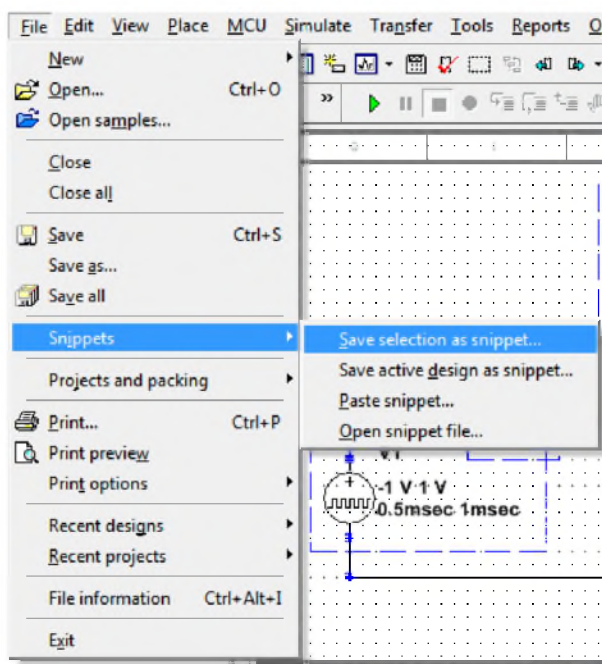 File Edit View Place MCU Simulate Transfer Tools Reports O
New
Open... Ctrl+O
Open samples...
Close
Close all
Save Ctrl+S
Save as...
Save all
Snippets
Save selection as snippet...
Save active design as snippet...
Paste snippet...
Open snippet file...
Projects and packing
Print... Ctrl+P
Print preview
Print options
Recent designs
Recent projects
File information Ctrl+Alt+I
Exit
V1
-1 V 1 V
0.5msec 1msec